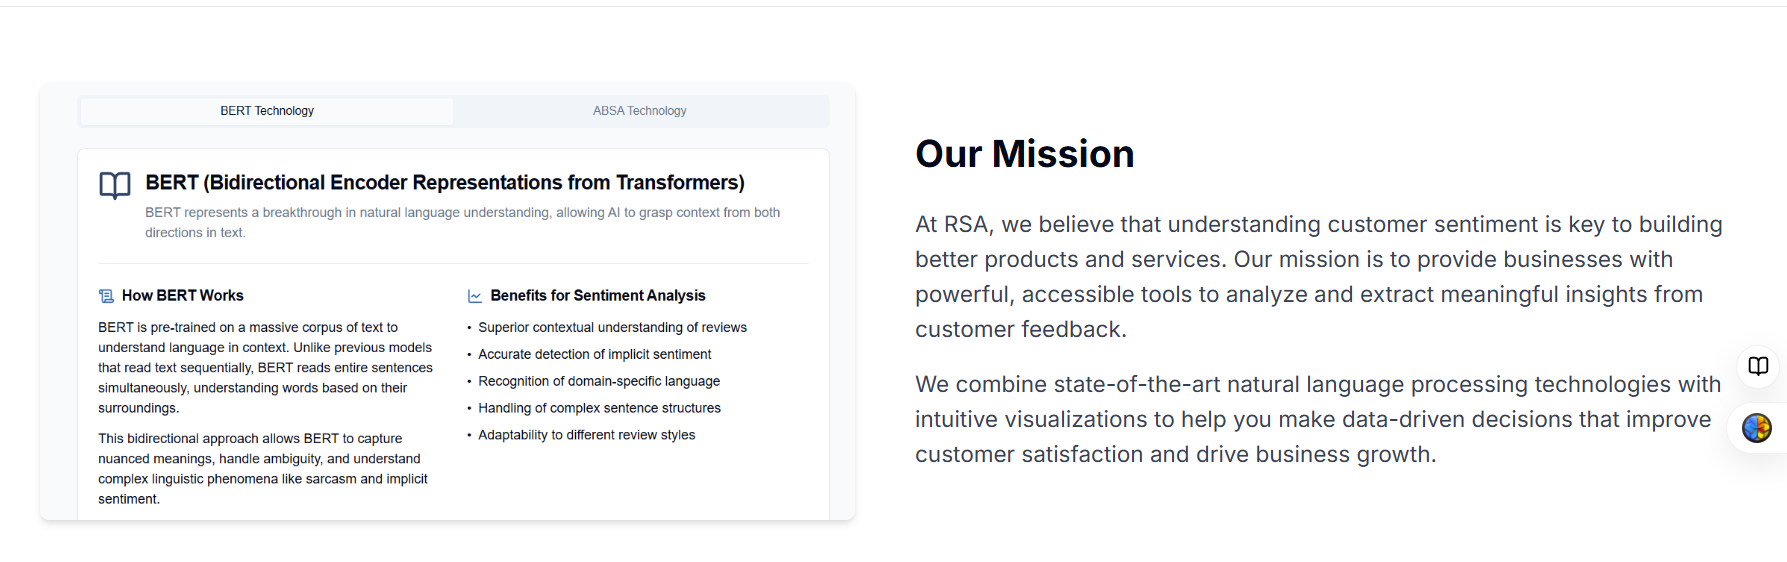 BERT Technology
ABSA Technology
BERT (Bidirectional Encoder Representations from Transformers)
BERT represents a breakthrough in natural language understanding, allowing AI to grasp context from both
directions in text.
How BERT Works
BERT is pre-trained on a massive corpus of text to
understand language in context. Unlike previous models
that read text sequentially, BERT reads entire sentences
simultaneously, understanding words based on their
surroundings.
This bidirectional approach allows BERT to capture
nuanced meanings, handle ambiguity, and understand
complex linguistic phenomena like sarcasm and implicit
sentiment.
Benefits for Sentiment Analysis
• Superior contextual understanding of reviews
• Accurate detection of implicit sentiment
• Recognition of domain-specific language
• Handling of complex sentence structures
• Adaptability to different review styles
Our Mission
At RSA, we believe that understanding customer sentiment is key to building
better products and services. Our mission is to provide businesses with
powerful, accessible tools to analyze and extract meaningful insights from
customer feedback.
We combine state-of-the-art natural language processing technologies with
intuitive visualizations to help you make data-driven decisions that improve
customer satisfaction and drive business growth.